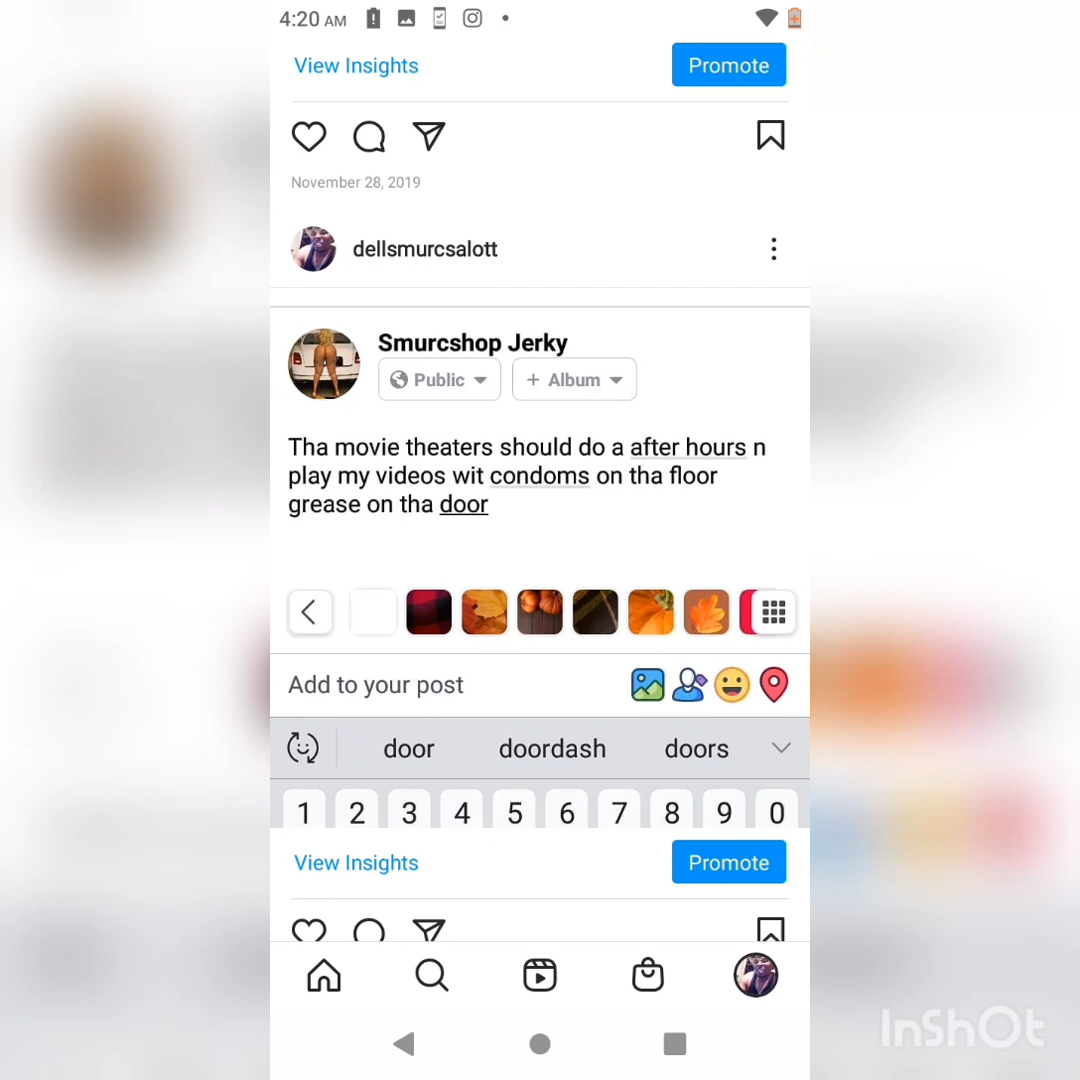 4:20 AM
View Insights
Promote
November 28, 2019
dellsmurcsalott
Smurcshop Jerky
Public
+ Album
Tha movie theaters should do a after hours n
play my videos wit condoms on tha floor
grease on tha door
Add to your post
door
doordash
doors
1 2 3 4 5 6 7 8 9 0
View Insights
Promote
InShOt